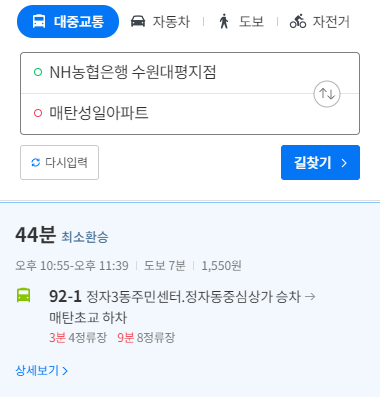 대중교통 자동차 도보 자전거
NH농협은행 수원대평지점
매탄성일아파트
다시입력 길찾기
44분 최소환승
오후 10:55-오후 11:39 도보 7분 1,550원
92-1 정자3동주민센터.정자동중심상가 승차 →
매탄초교 하차
3분 4정류장 9분 8정류장
상세보기